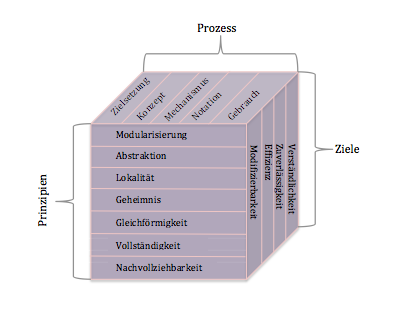 Prozess
Zielsetzung
Konzept
Mechanismus
Notation
Gebrauch
Prinzipien
Modularisierung
Abstraktion
Lokalität
Geheimnis
Gleichförmigkeit
Vollständigkeit
Nachvollziehbarkeit
Modifizierbarkeit
Effizienz
Zuverlässigkeit
Verständlichkeit
Ziele